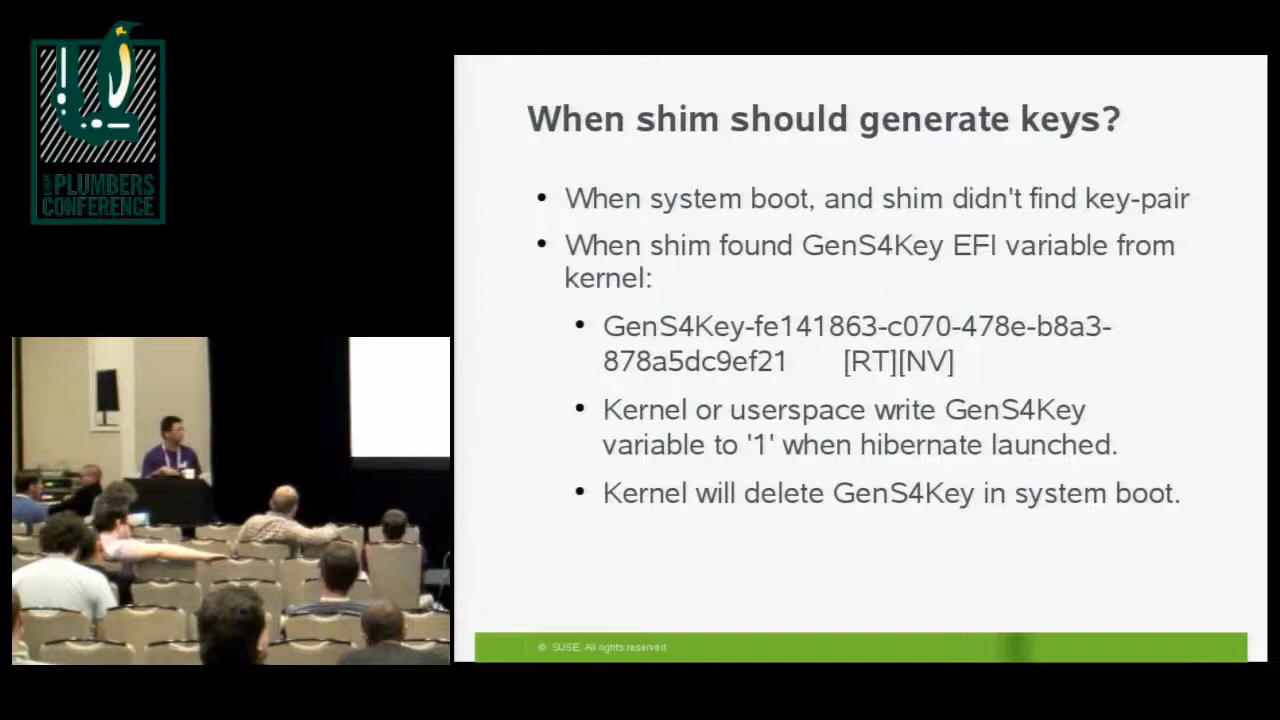 LINUX
PLUMBERS
CONFERENCE
When shim should generate keys?
• When system boot, and shim didn't find key-pair
• When shim found GenS4Key EFI variable from
kernel:
• GenS4Key-fe141863-c070-478e-b8a3-
878a5dc9ef21 [RT][NV]
• Kernel or userspace write GenS4Key
variable to '1' when hibernate launched.
• Kernel will delete GenS4Key in system boot.
© SUSE, All rights reserved.